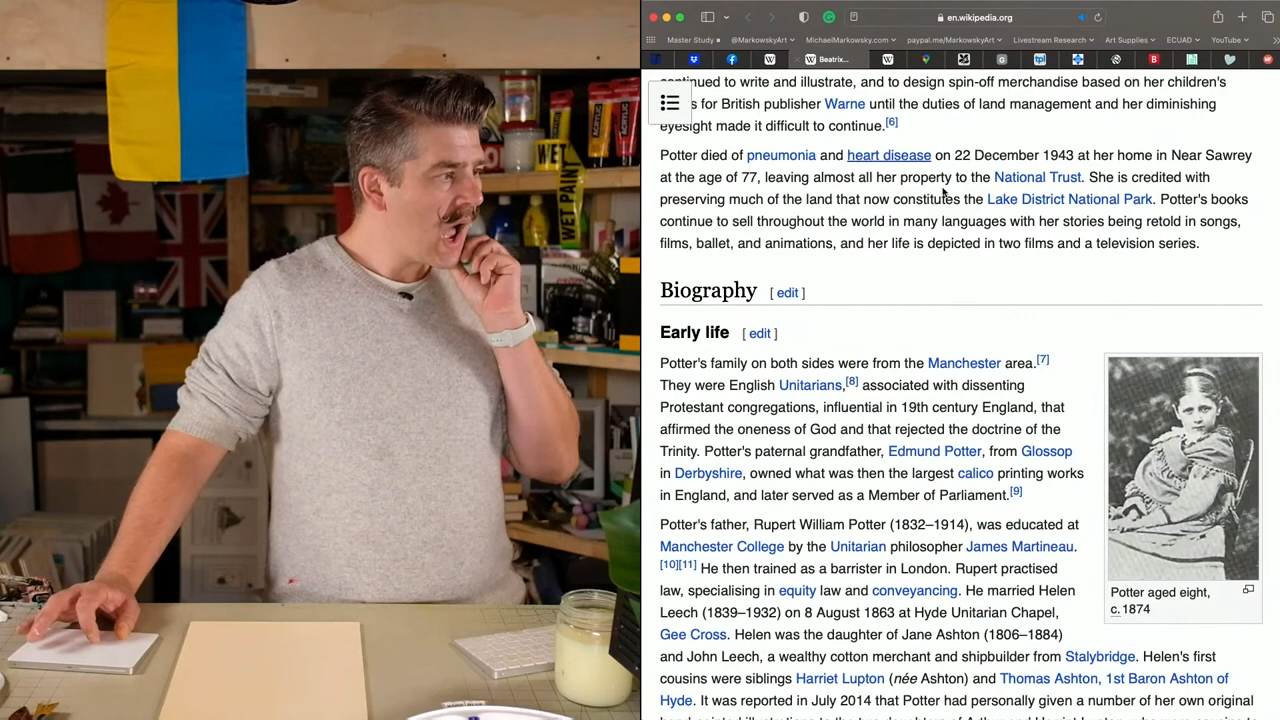 WET
WET PAINT
ACRYLIC
ACRYLIC
en.wikipedia.org
Master Study
@MarkowskyArt
MichaelMarkowsky.com
paypal.me/MarkowskyArt
Livestream Research
Art Supplies
ECUAD
YouTube
Beatrix...
continued to write and illustrate, and to design spin-off merchandise based on her children's
s for British publisher Warne until the duties of land management and her diminishing
eyesight made it difficult to continue.[6]
Potter died of pneumonia and heart disease on 22 December 1943 at her home in Near Sawrey
at the age of 77, leaving almost all her property to the National Trust. She is credited with
preserving much of the land that now constitutes the Lake District National Park. Potter's books
continue to sell throughout the world in many languages with her stories being retold in songs,
films, ballet, and animations, and her life is depicted in two films and a television series.
Biography [ edit ]
Early life [ edit ]
Potter's family on both sides were from the Manchester area.[7]
They were English Unitarians,[8] associated with dissenting
Protestant congregations, influential in 19th century England, that
affirmed the oneness of God and that rejected the doctrine of the
Trinity. Potter's paternal grandfather, Edmund Potter, from Glossop
in Derbyshire, owned what was then the largest calico printing works
in England, and later served as a Member of Parliament.[9]
Potter's father, Rupert William Potter (1832–1914), was educated at
Manchester College by the Unitarian philosopher James Martineau.
[10][11] He then trained as a barrister in London. Rupert practised
law, specialising in equity law and conveyancing. He married Helen
Leech (1839–1932) on 8 August 1863 at Hyde Unitarian Chapel,
Gee Cross. Helen was the daughter of Jane Ashton (1806–1884)
and John Leech, a wealthy cotton merchant and shipbuilder from Stalybridge. Helen's first
cousins were siblings Harriet Lupton (née Ashton) and Thomas Ashton, 1st Baron Ashton of
Hyde. It was reported in July 2014 that Potter had personally given a number of her own original
Potter aged eight,
c. 1874